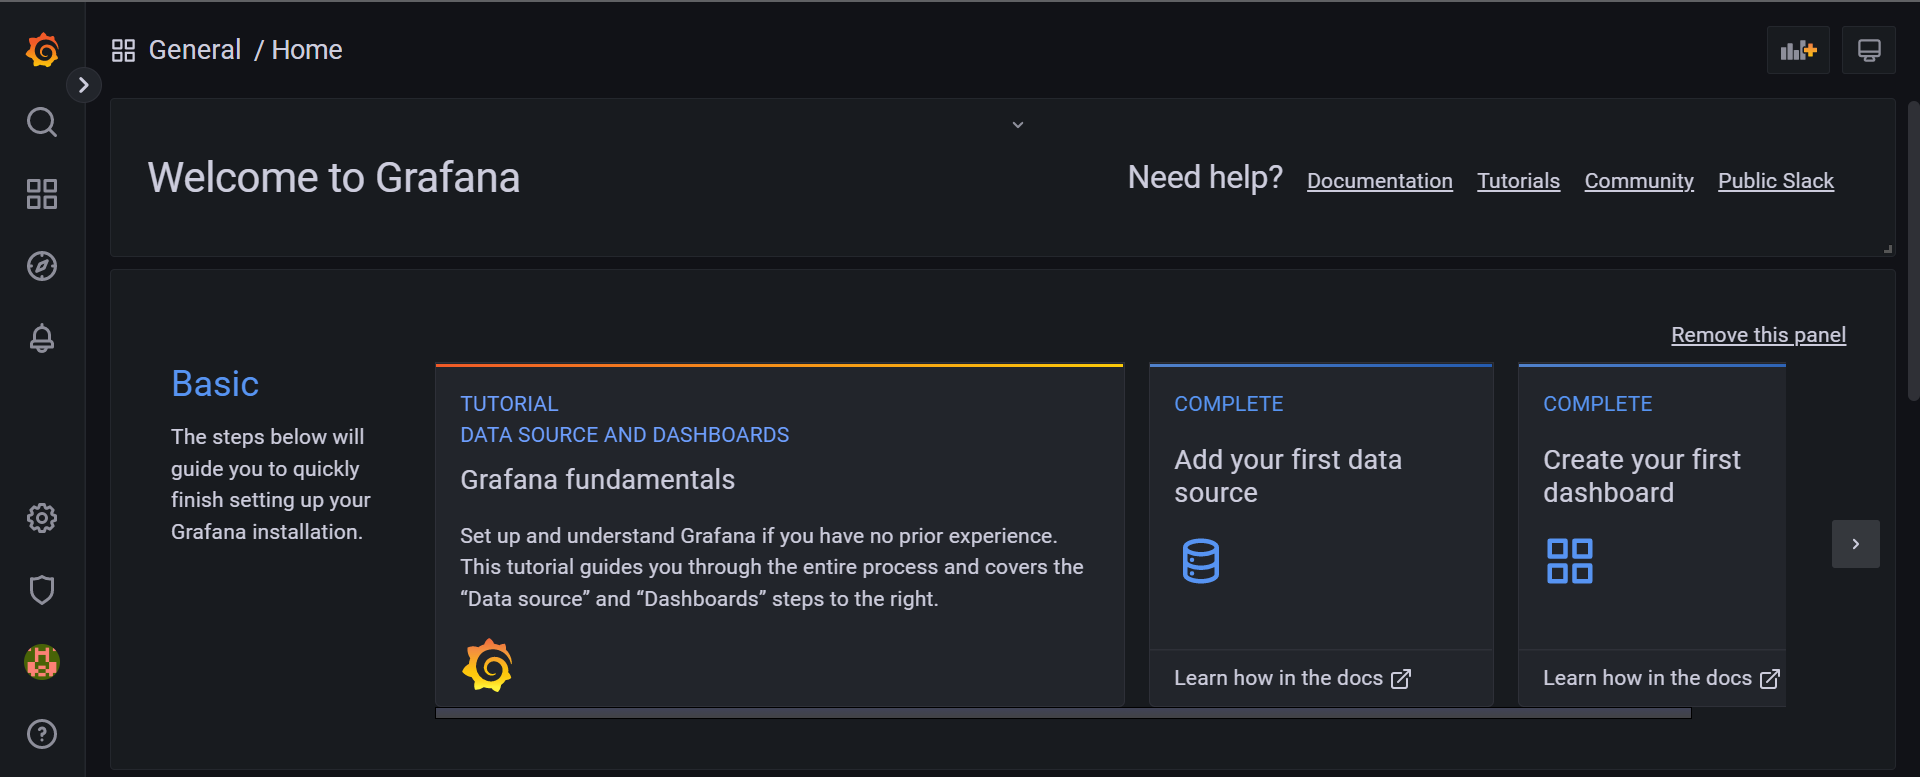 General / Home
Welcome to Grafana
Need help? Documentation Tutorials Community Public Slack
Remove this panel
Basic
The steps below will
guide you to quickly
finish setting up your
Grafana installation.
TUTORIAL
DATA SOURCE AND DASHBOARDS
Grafana fundamentals
Set up and understand Grafana if you have no prior experience.
This tutorial guides you through the entire process and covers the
“Data source” and “Dashboards” steps to the right.
COMPLETE
Add your first data
source
Learn how in the docs
COMPLETE
Create your first
dashboard
Learn how in the docs